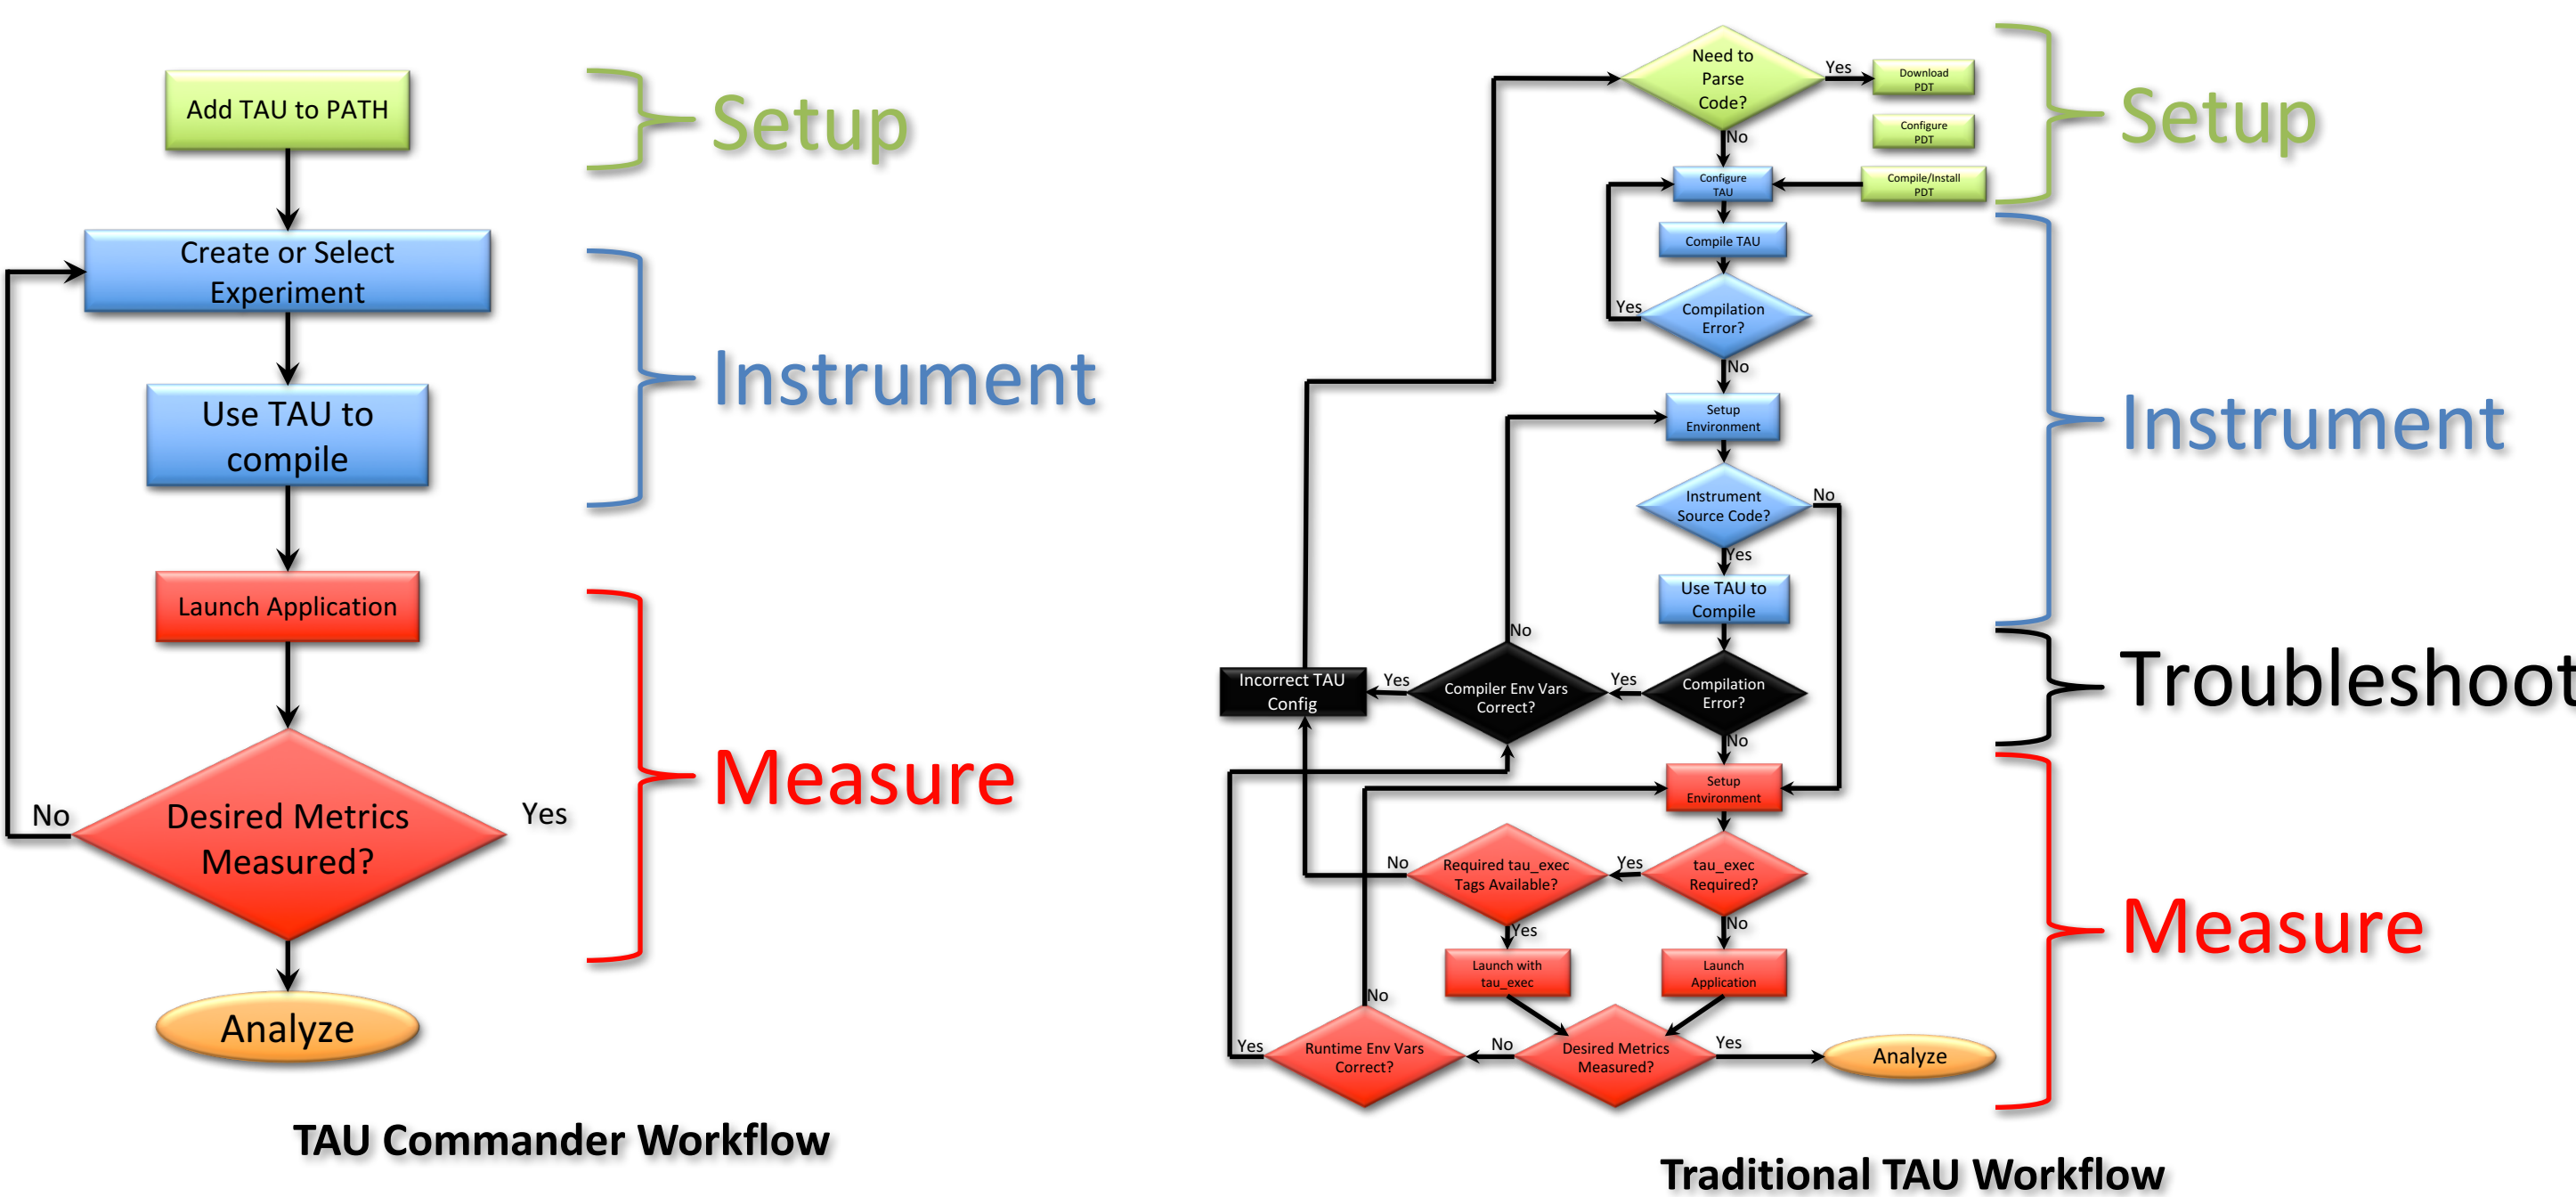 Add TAU to PATH
Setup
Create or Select
Experiment
Instrument
Use TAU to
compile
Launch Application
Measure
No
Desired Metrics
Measured?
Yes
Analyze
TAU Commander Workflow
Need to
Parse
Code?
Yes
Download
PDT
Configure
PDT
Setup
No
Configure
TAU
Compile/Install
PDT
Compile TAU
Yes
Compilation
Error?
No
Setup
Environment
Instrument
Instrument
Source Code?
No
Yes
Use TAU to
Compile
No
Incorrect TAU
Config
Yes
Compiler Env Vars
Correct?
Yes
Compilation
Error?
Troubleshoot
No
Setup
Environment
No
Required tau_exec
Tags Available?
Yes
tau_exec
Required?
Measure
Yes
No
Launch with
tau_exec
Launch
Application
No
Yes
Runtime Env Vars
Correct?
No
Desired Metrics
Measured?
Yes
Analyze
Traditional TAU Workflow